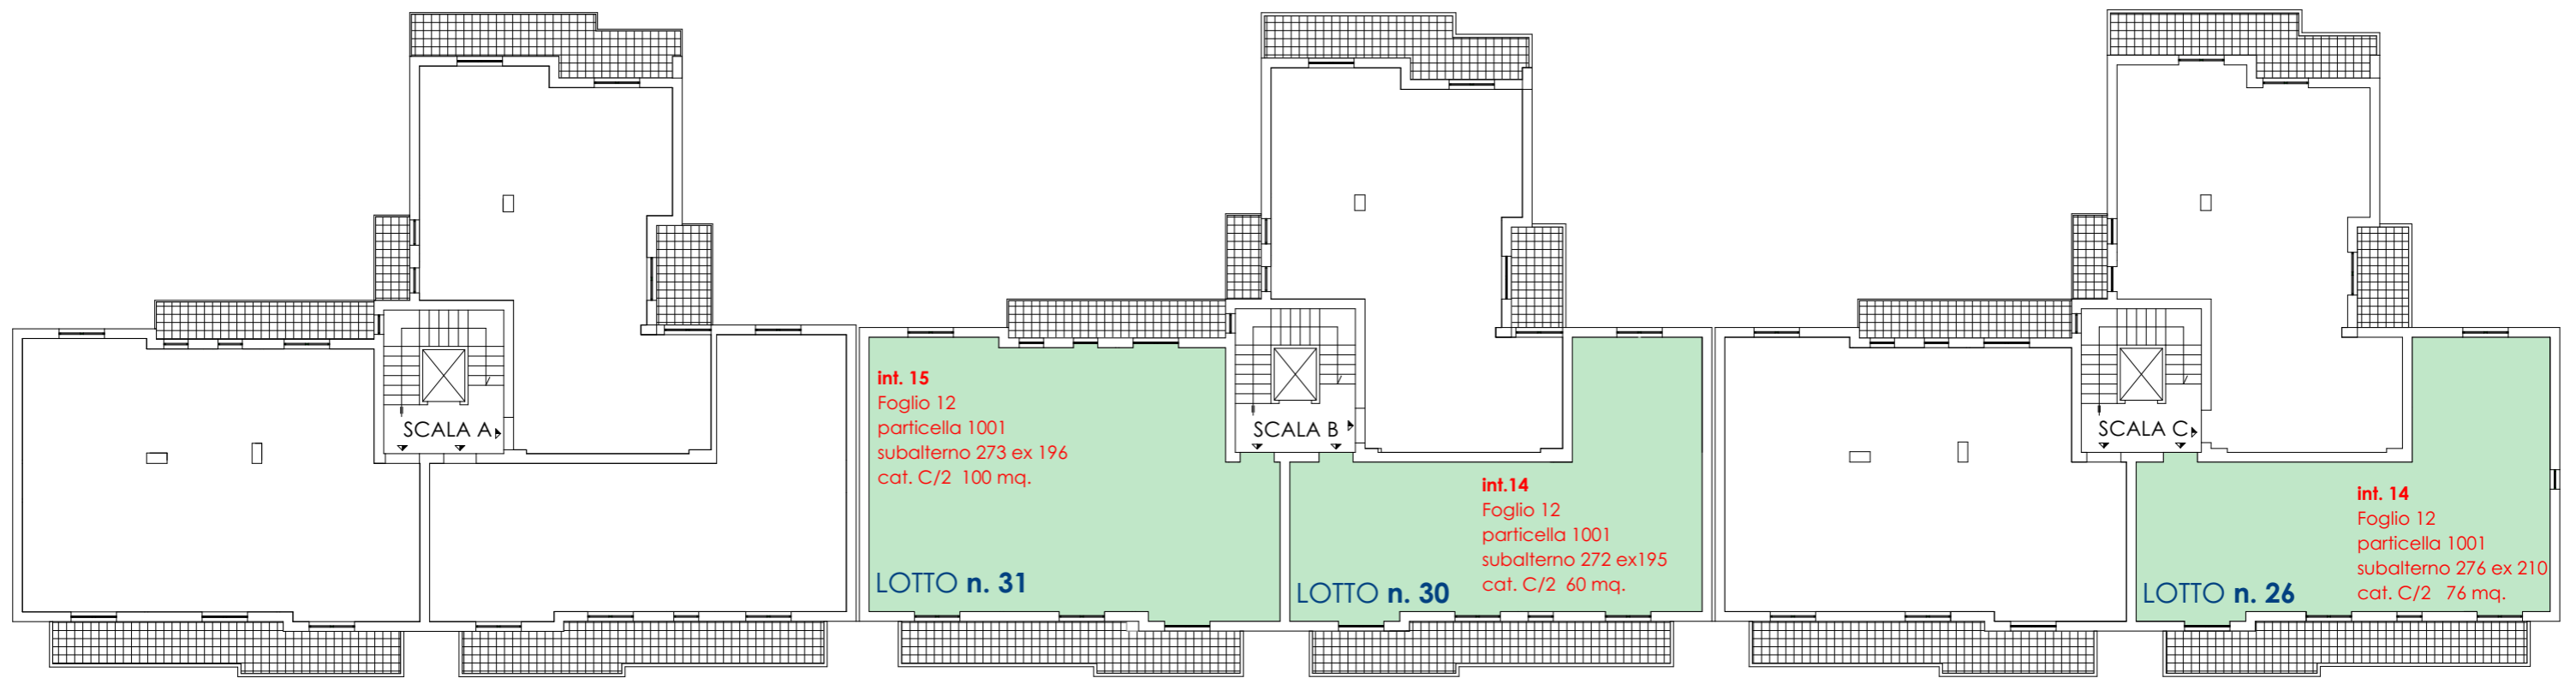 SCALA A
int. 15
Foglio 12
particella 1001
subalterno 273 ex 196
cat. C/2 100 mq.
LOTTO n. 31
SCALA B
int.14
Foglio 12
particella 1001
subalterno 272 ex195
cat. C/2 60 mq.
LOTTO n. 30
SCALA C
int. 14
Foglio 12
particella 1001
subalterno 276 ex 210
cat. C/2 76 mq.
LOTTO n. 26